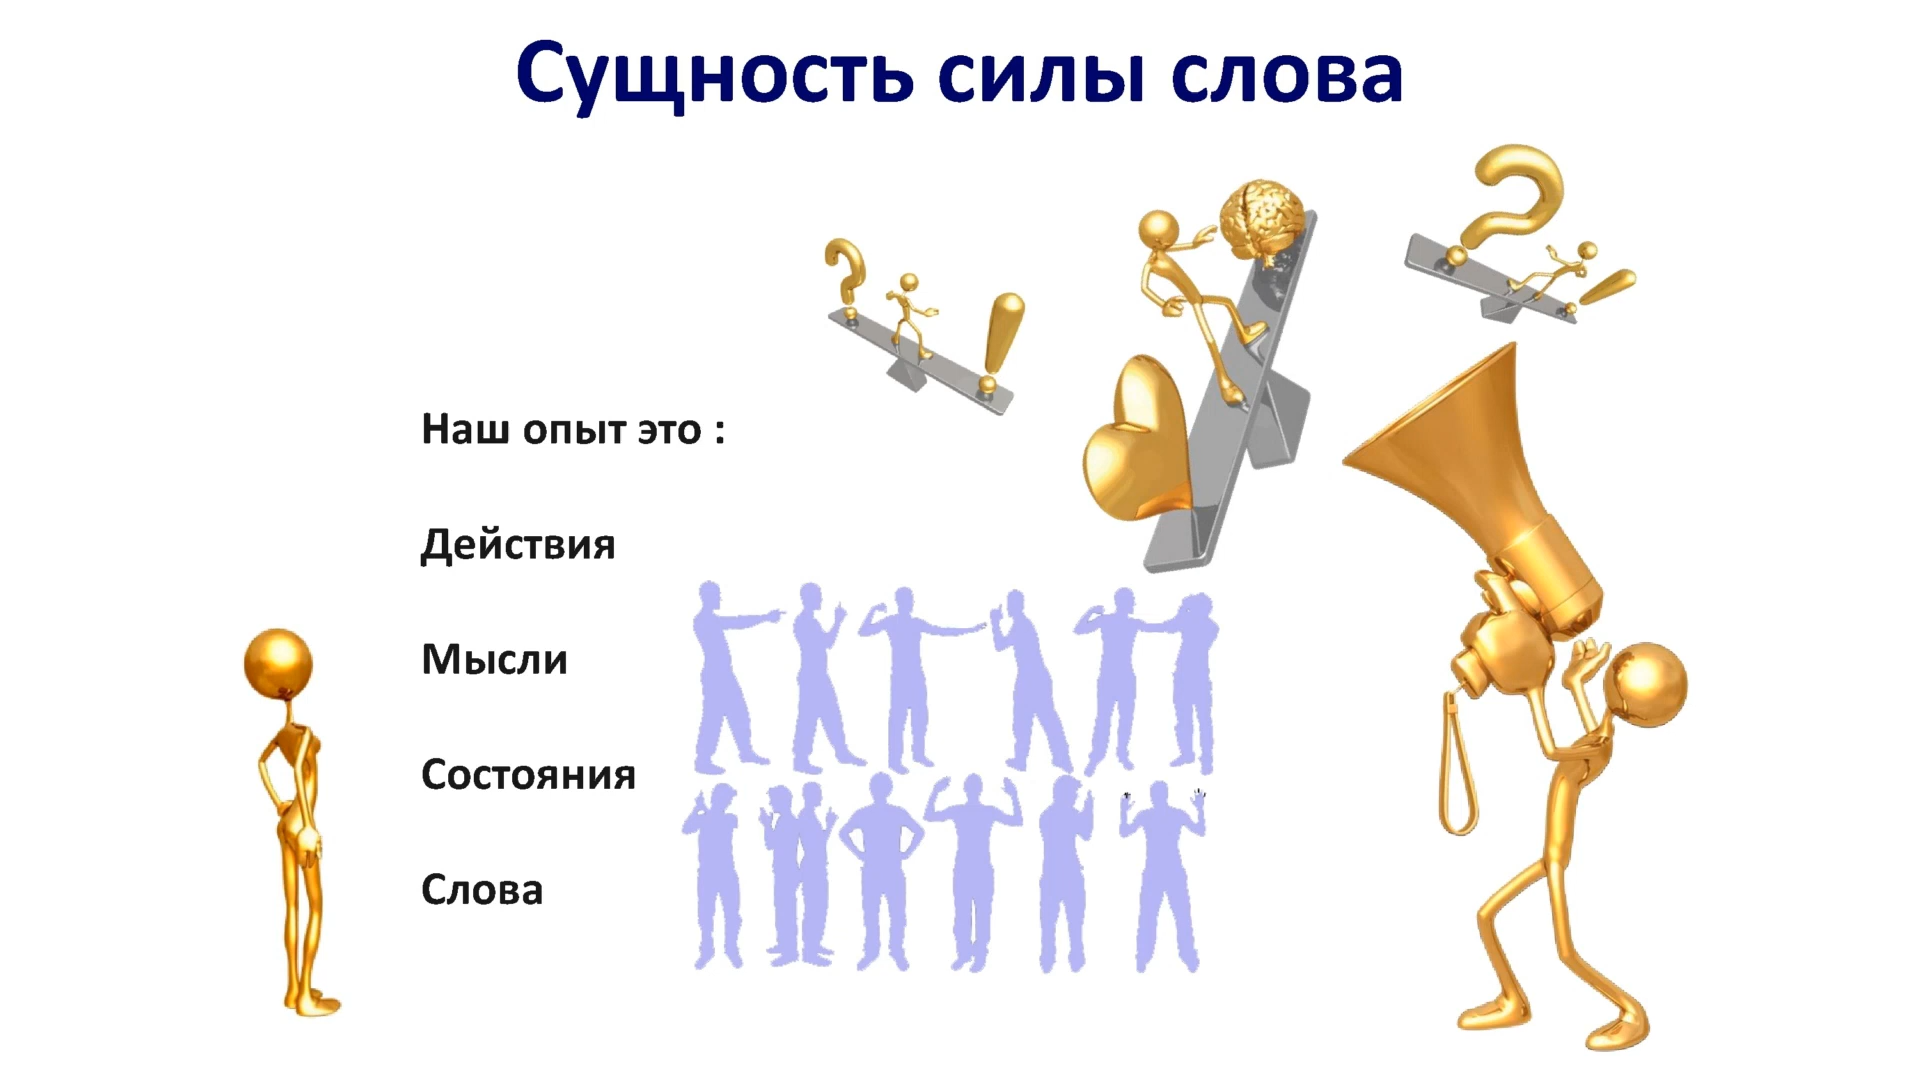 Сущность силы слова
Наш опыт это :
Действия
Мысли
Состояния
Слова